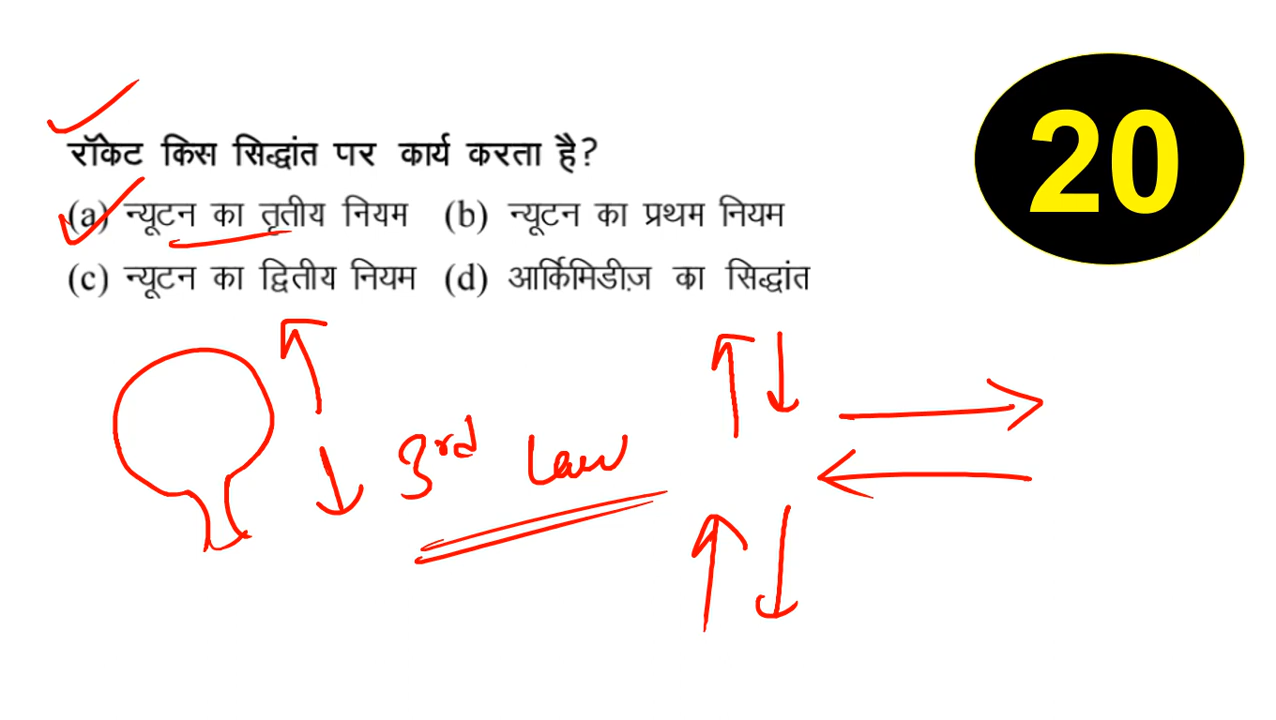 रॉकेट किस सिद्धांत पर कार्य करता है?
20
(a) न्यूटन का तृतीय नियम (b) न्यूटन का प्रथम नियम
(c) न्यूटन का द्वितीय नियम (d) आर्किमिडीज़ का सिद्धांत
3rd Law